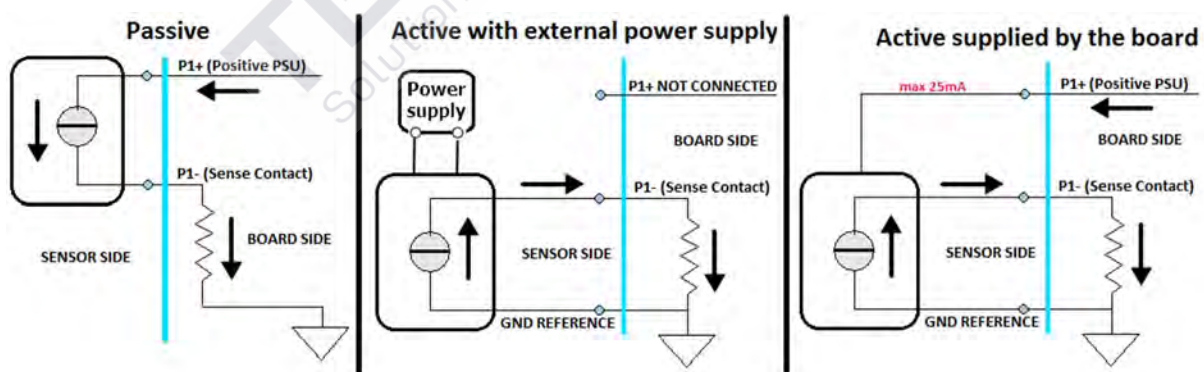 Passive
P1+ (Positive PSU)
P1- (Sense Contact)
BOARD SIDE
SENSOR SIDE
Active with external power supply
Power
supply
P1+ NOT CONNECTED
BOARD SIDE
P1- (Sense Contact)
SENSOR SIDE
GND REFERENCE
Active supplied by the board
max 25mA
P1+ (Positive PSU)
BOARD SIDE
P1- (Sense Contact)
SENSOR SIDE
GND REFERENCE